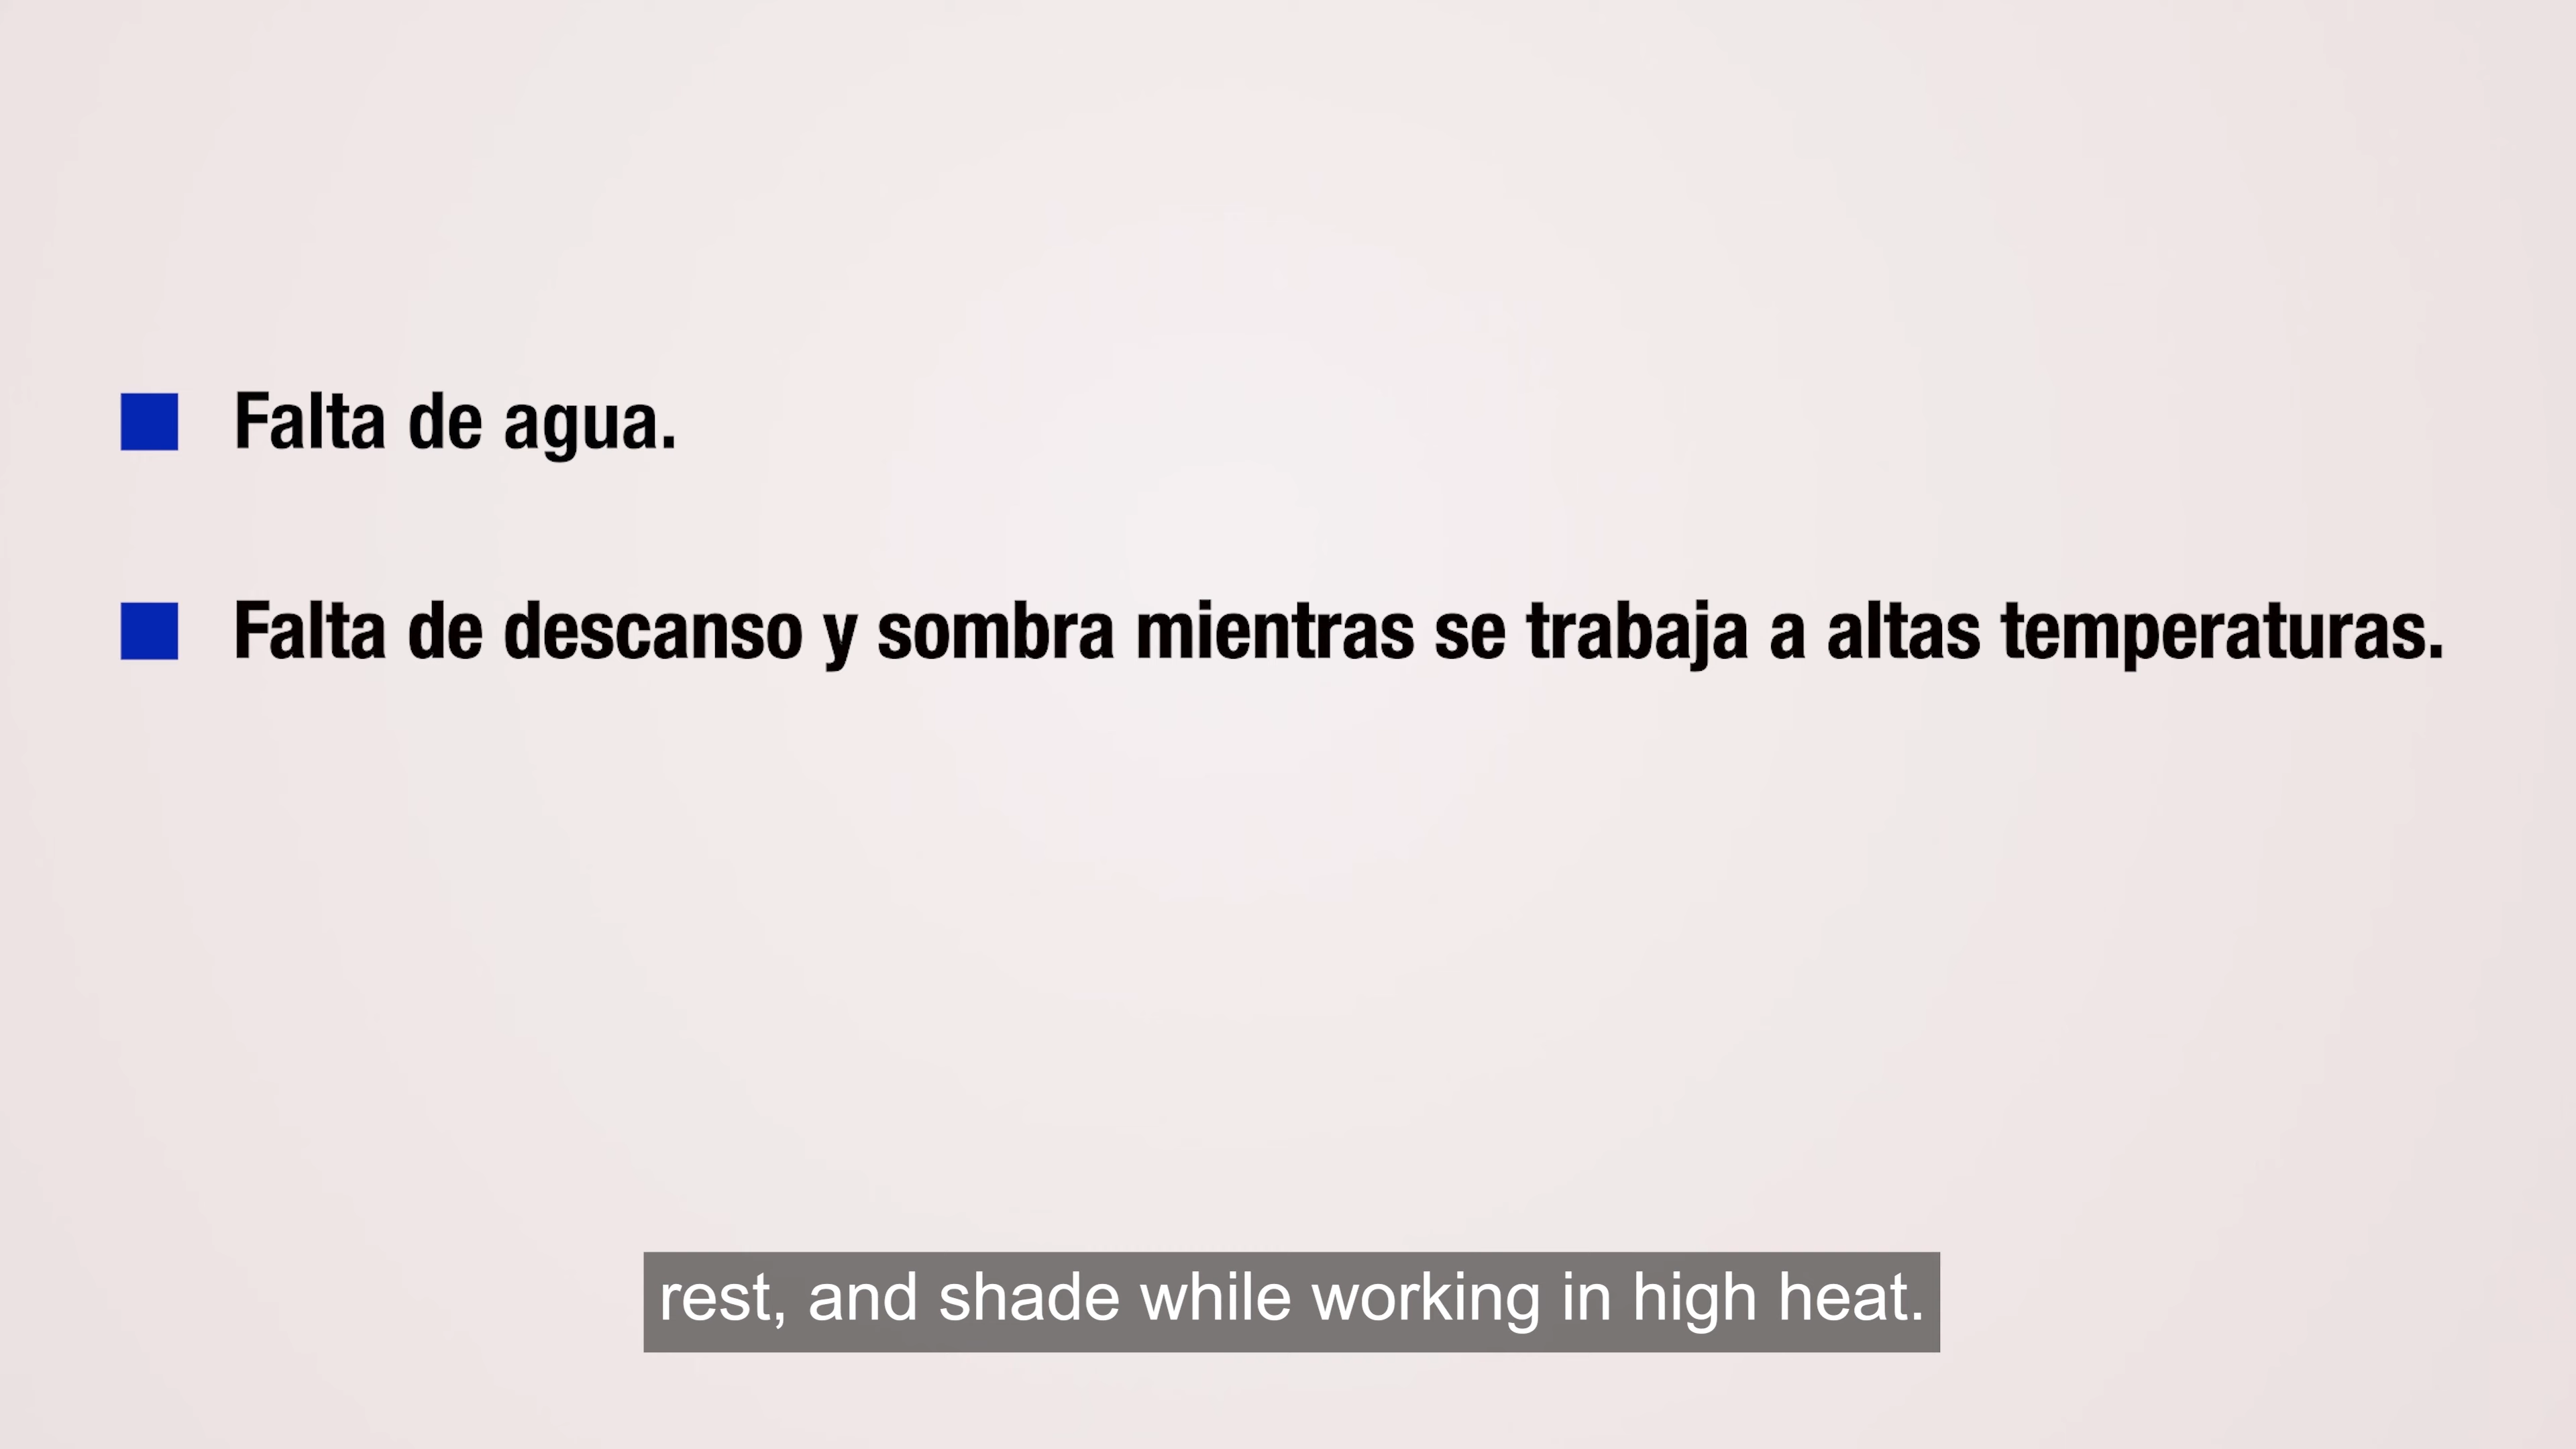 Falta de agua.
Falta de descanso y sombra mientras se trabaja a altas temperaturas.
rest, and shade while working in high heat.